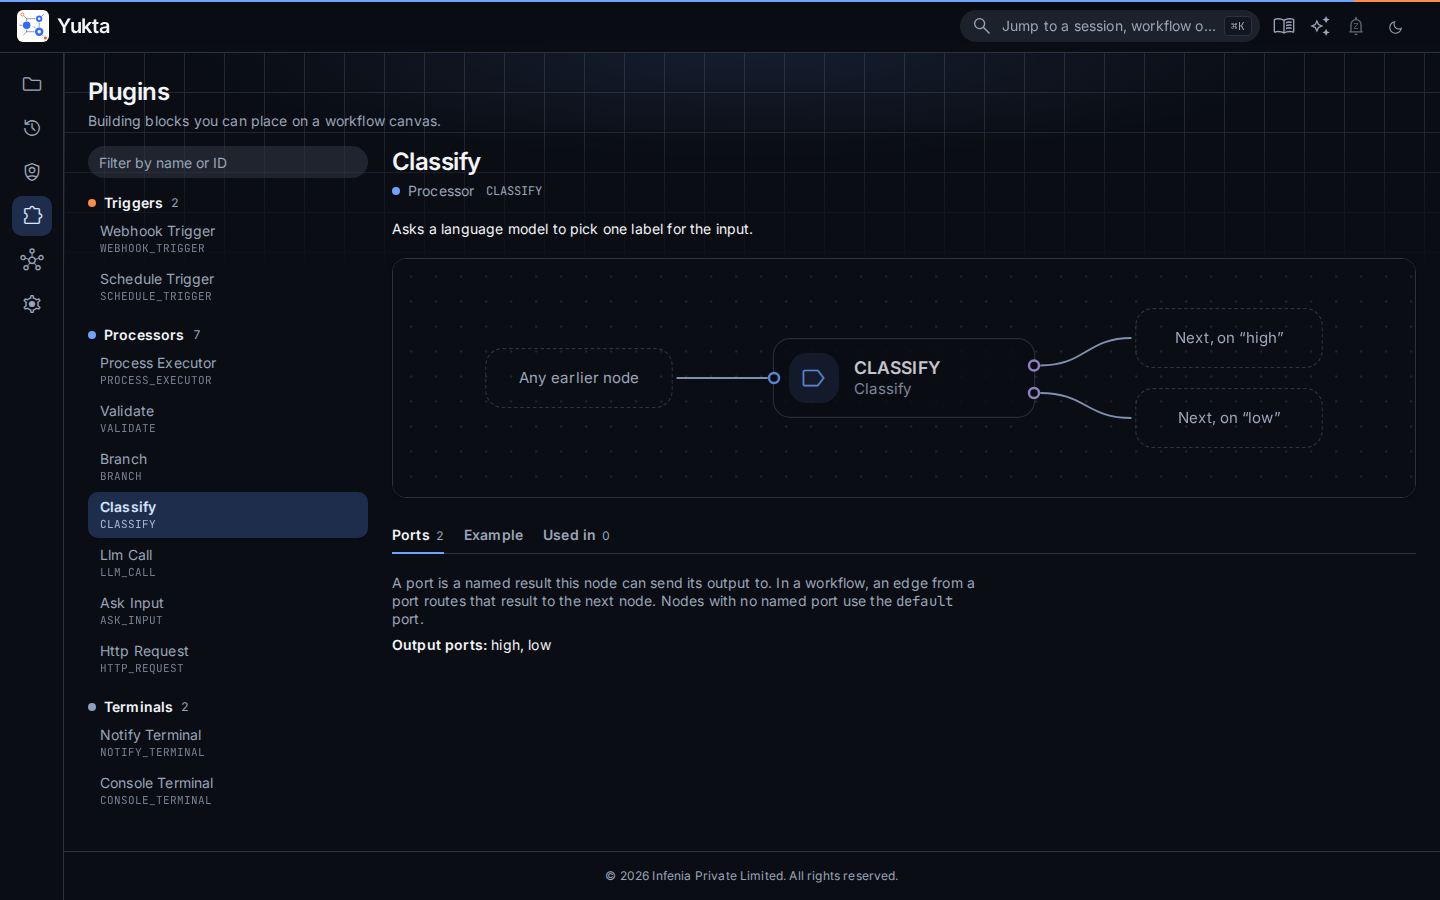 Yukta
Jump to a session, workflow o... ⌘K
Plugins
Building blocks you can place on a workflow canvas.
Filter by name or ID
Triggers 2
Webhook Trigger
WEBHOOK_TRIGGER
Schedule Trigger
SCHEDULE_TRIGGER
Processors 7
Process Executor
PROCESS_EXECUTOR
Validate
VALIDATE
Branch
BRANCH
Classify
CLASSIFY
Llm Call
LLM_CALL
Ask Input
ASK_INPUT
Http Request
HTTP_REQUEST
Terminals 2
Notify Terminal
NOTIFY_TERMINAL
Console Terminal
CONSOLE_TERMINAL
Classify
Processor CLASSIFY
Asks a language model to pick one label for the input.
Any earlier node
CLASSIFY
Classify
Next, on “high”
Next, on “low”
Ports 2 Example Used in 0
A port is a named result this node can send its output to. In a workflow, an edge from a
port routes that result to the next node. Nodes with no named port use the default
port.
Output ports: high, low
© 2026 Infenia Private Limited. All rights reserved.